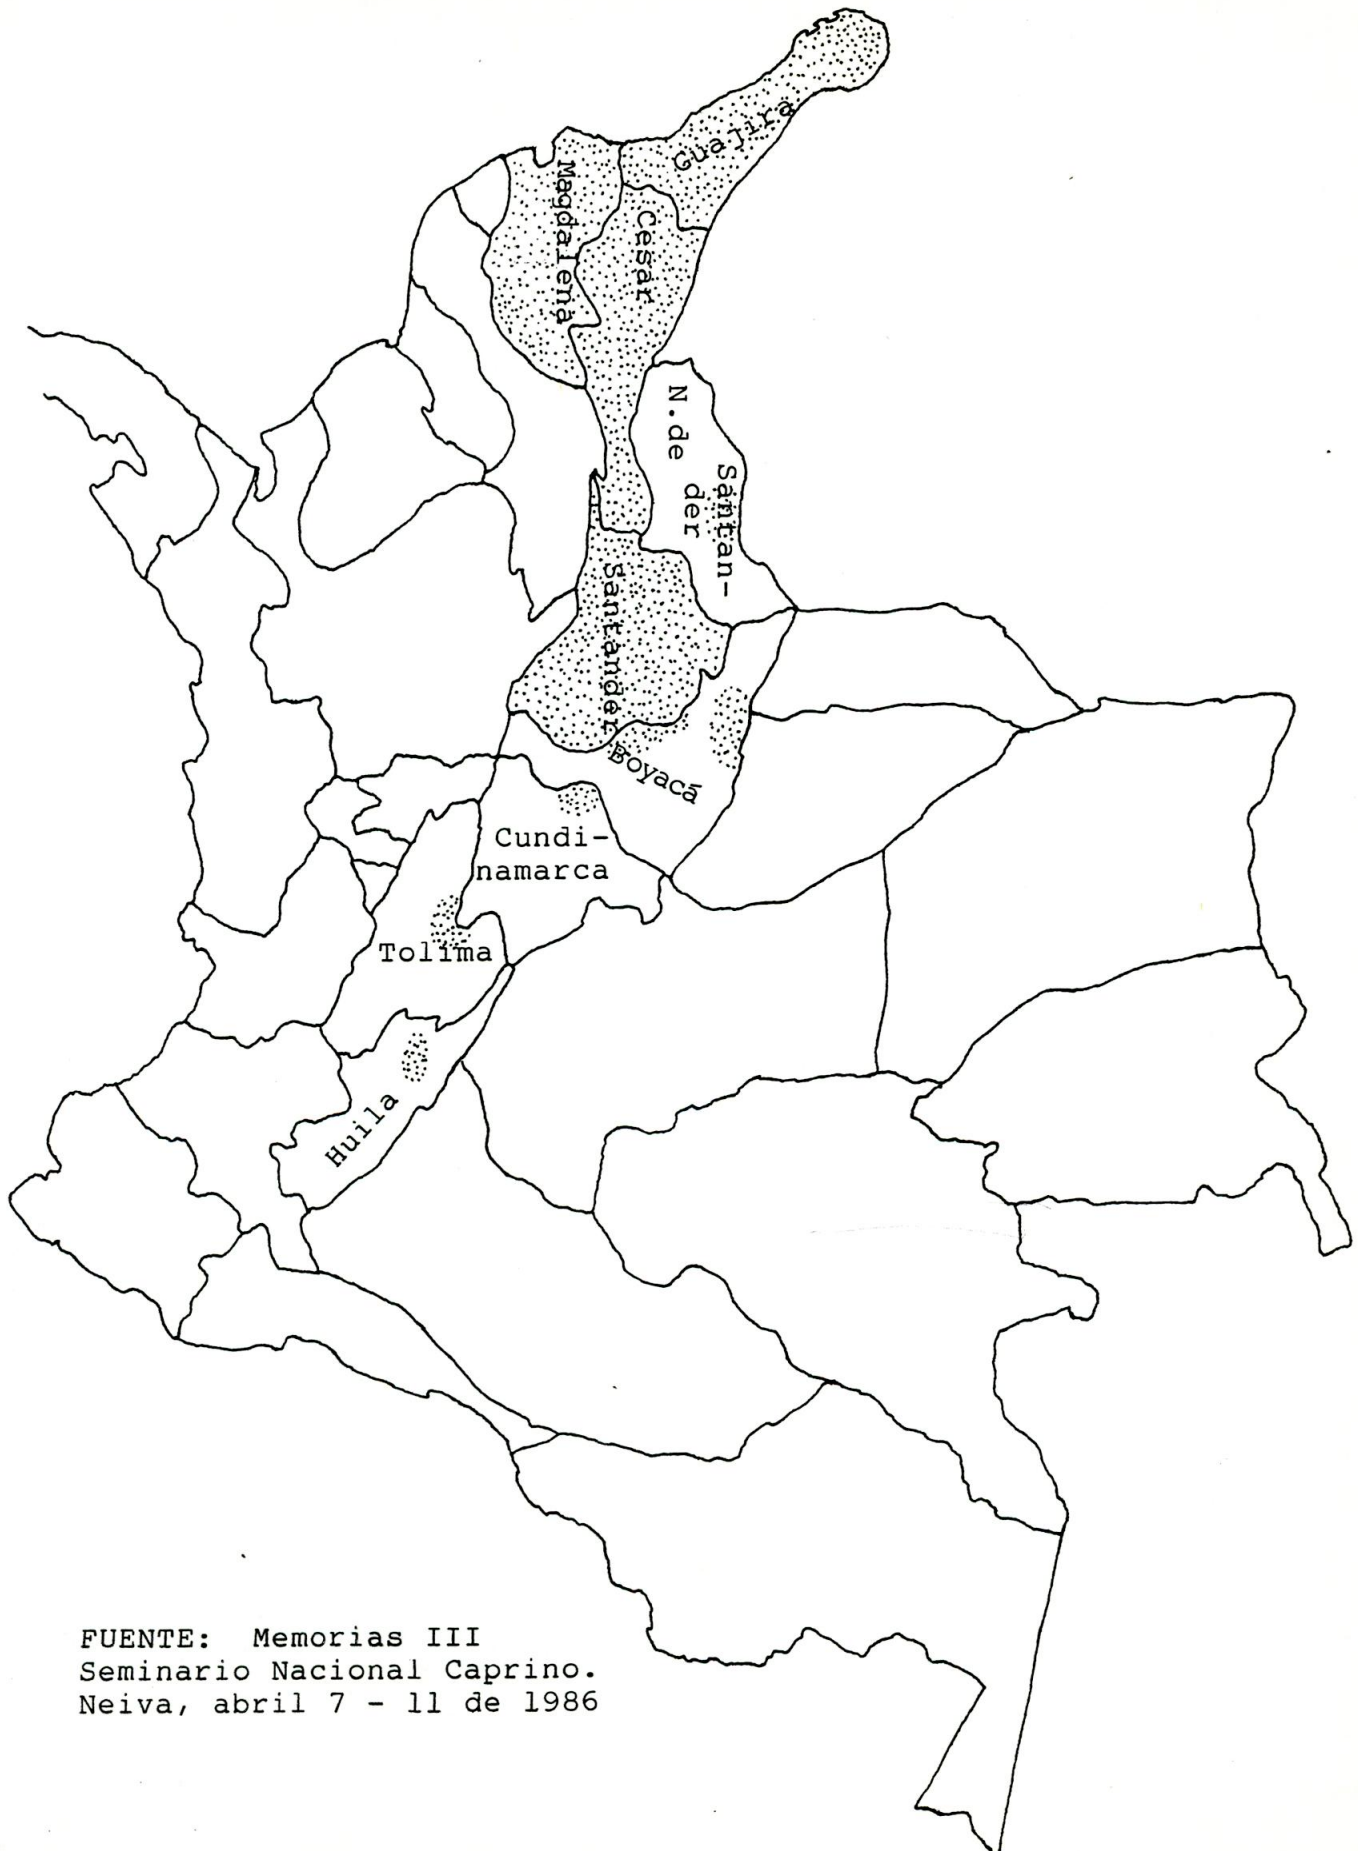 Guajira
Magdalena
Cesar
N.de Santan-
der
Santander
Boyacá
Cundi-
namarca
Tolima
Huila
FUENTE: Memorias III
Seminario Nacional Caprino.
Neiva, abril 7 - 11 de 1986